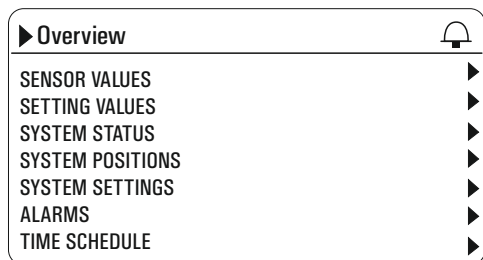 Overview
SENSOR VALUES
SETTING VALUES
SYSTEM STATUS
SYSTEM POSITIONS
SYSTEM SETTINGS
ALARMS
TIME SCHEDULE